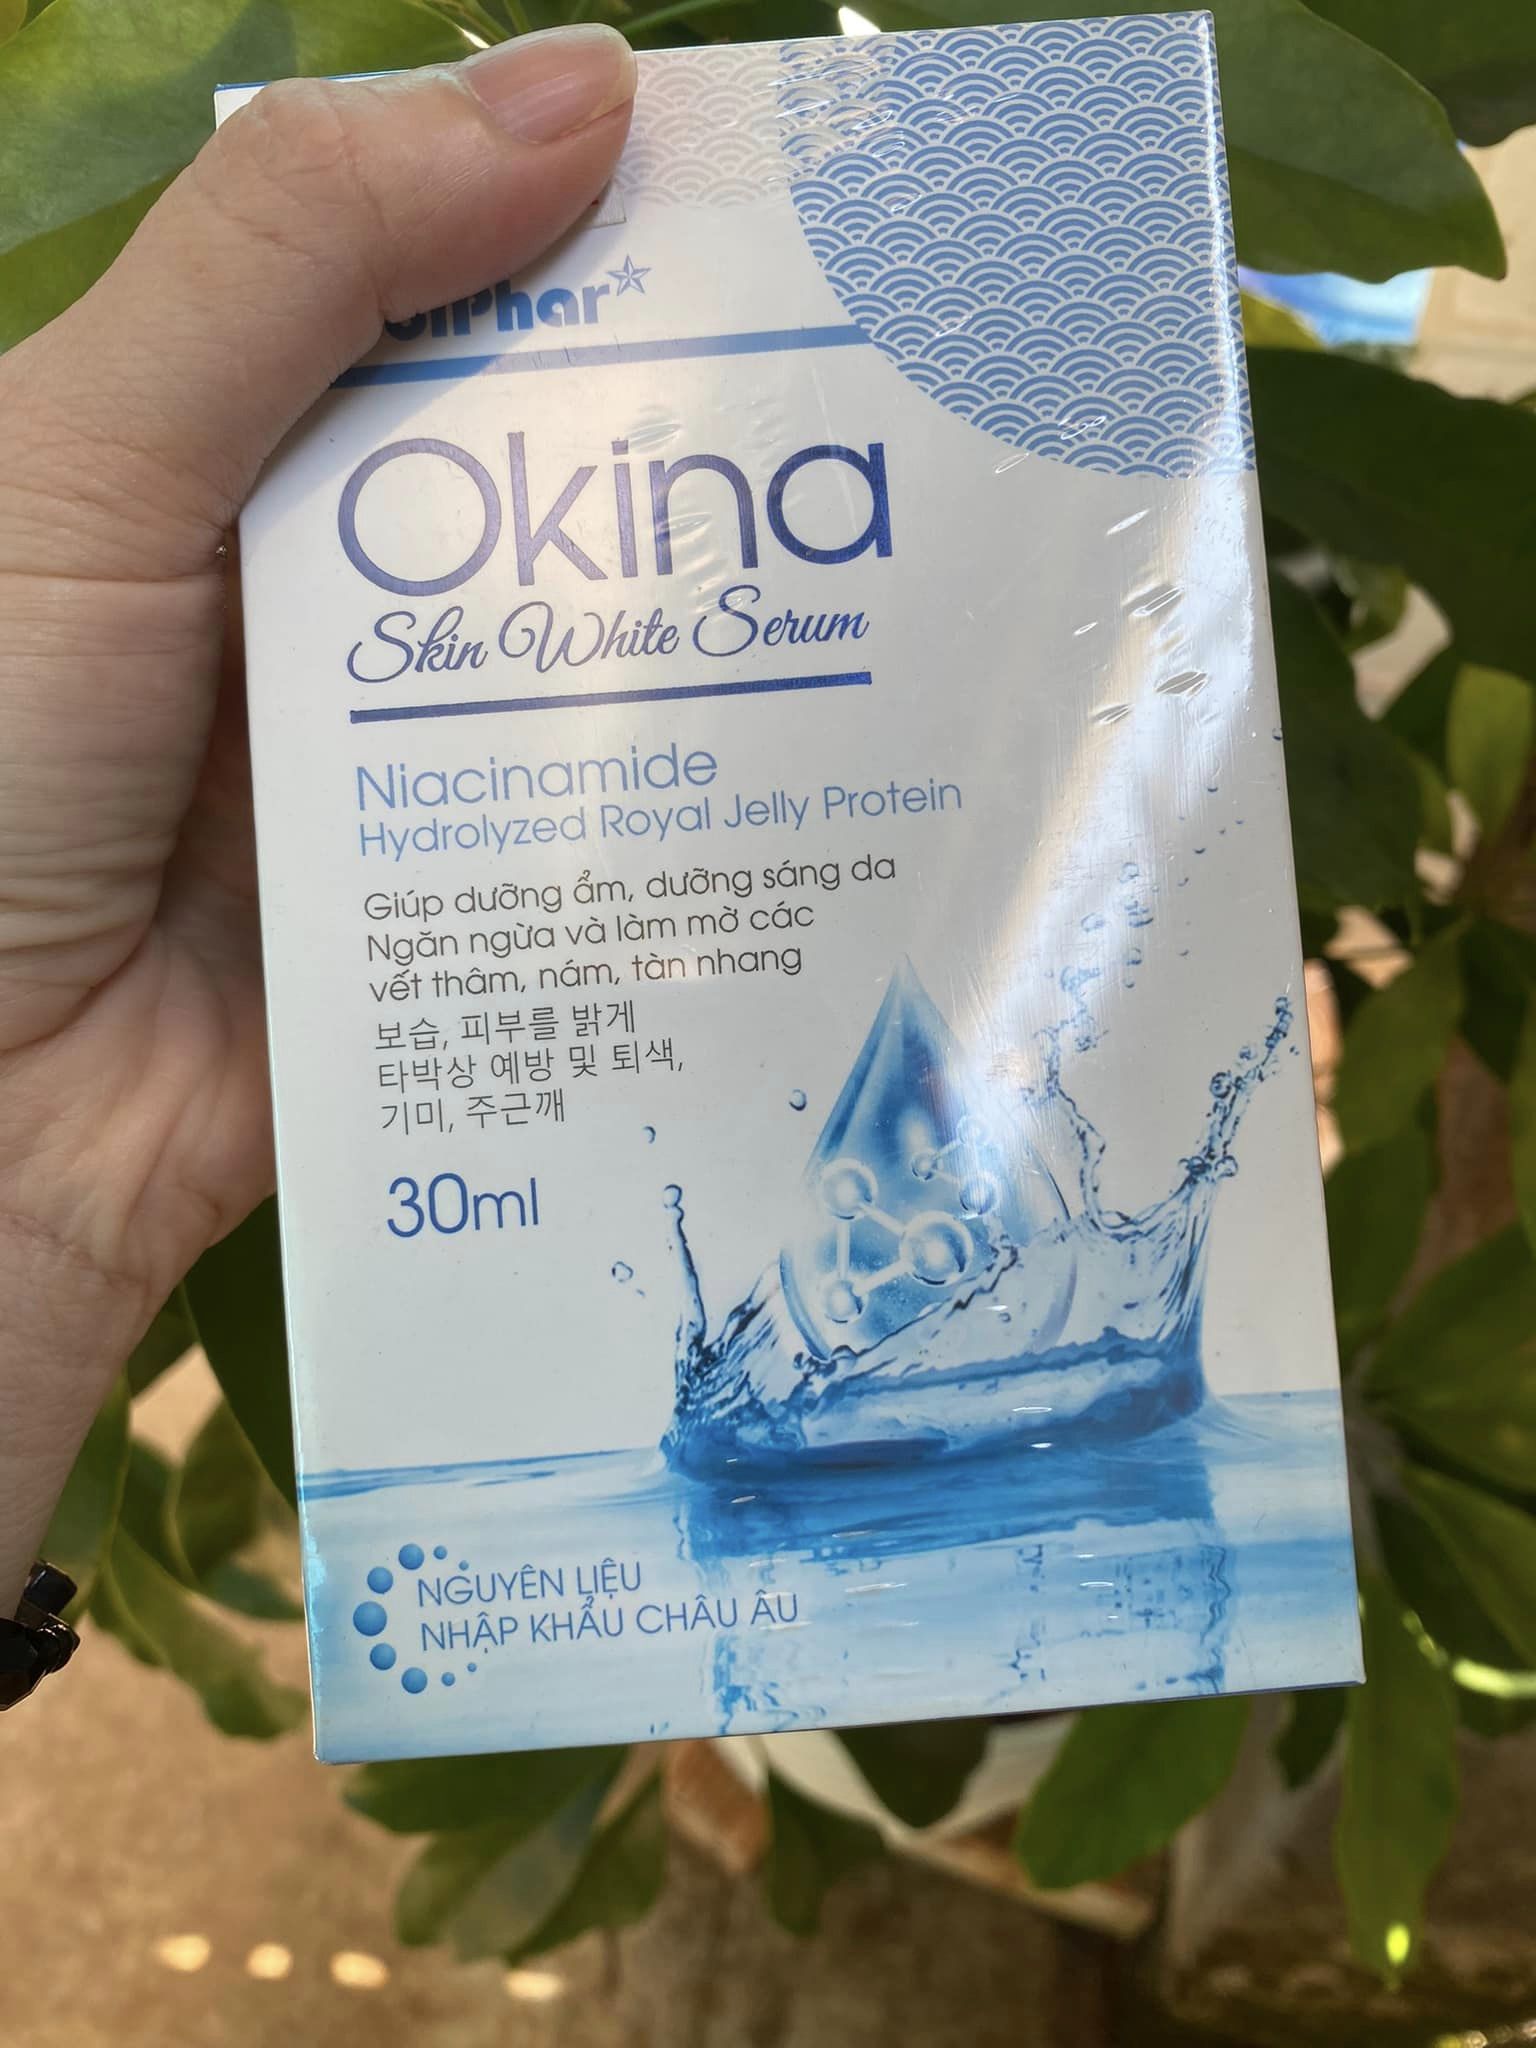 Okina
Skin White Serum
Niacinamide
Hydrolyzed Royal Jelly Protein
Giúp dưỡng ẩm, dưỡng sáng da
Ngăn ngừa và làm mờ các
vết thâm, nám, tàn nhang
보습, 피부를 밝게
타박상 예방 및 퇴색,
기미, 주근깨
30ml
NGUYÊN LIỆU
NHẬP KHẨU CHÂU ÂU